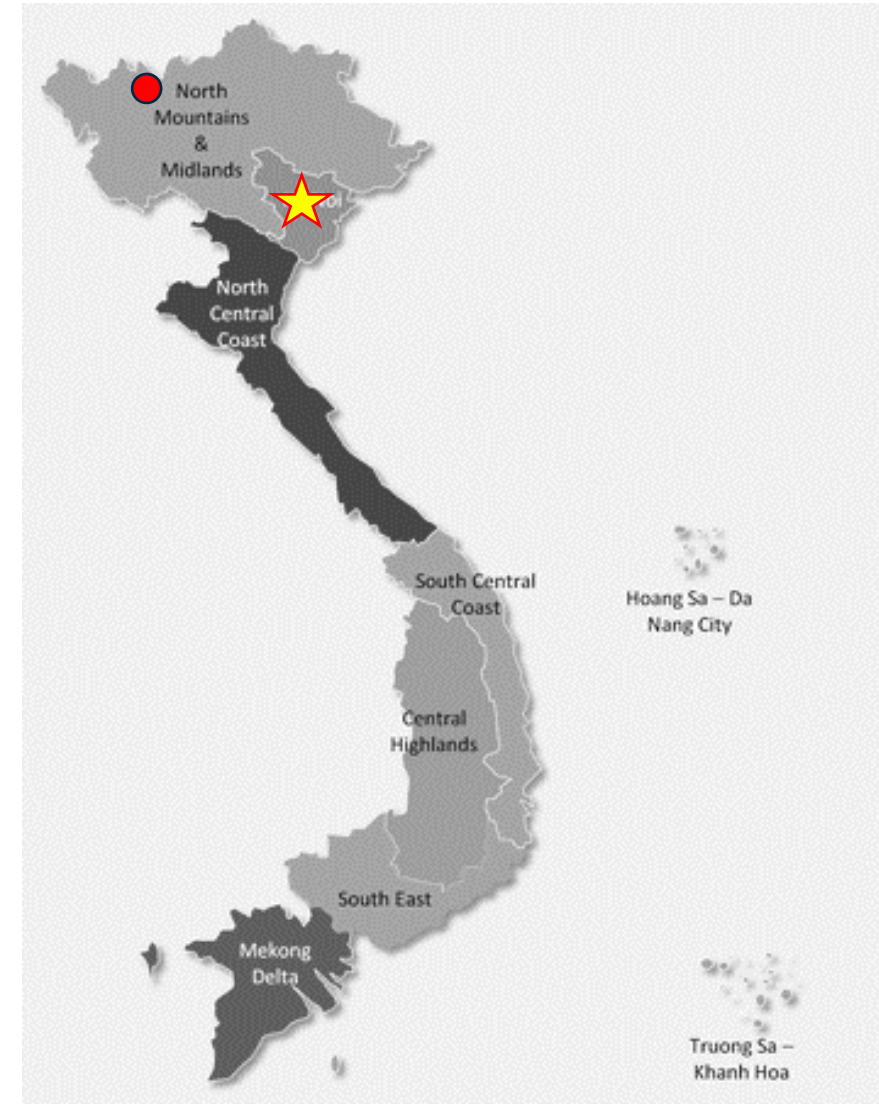 North
Mountains
&
Midlands
North
Central
Coast
South Central
Coast
Hoang Sa – Da
Nang City
Central
Highlands
South East
Mekong
Delta
Truong Sa –
Khanh Hoa